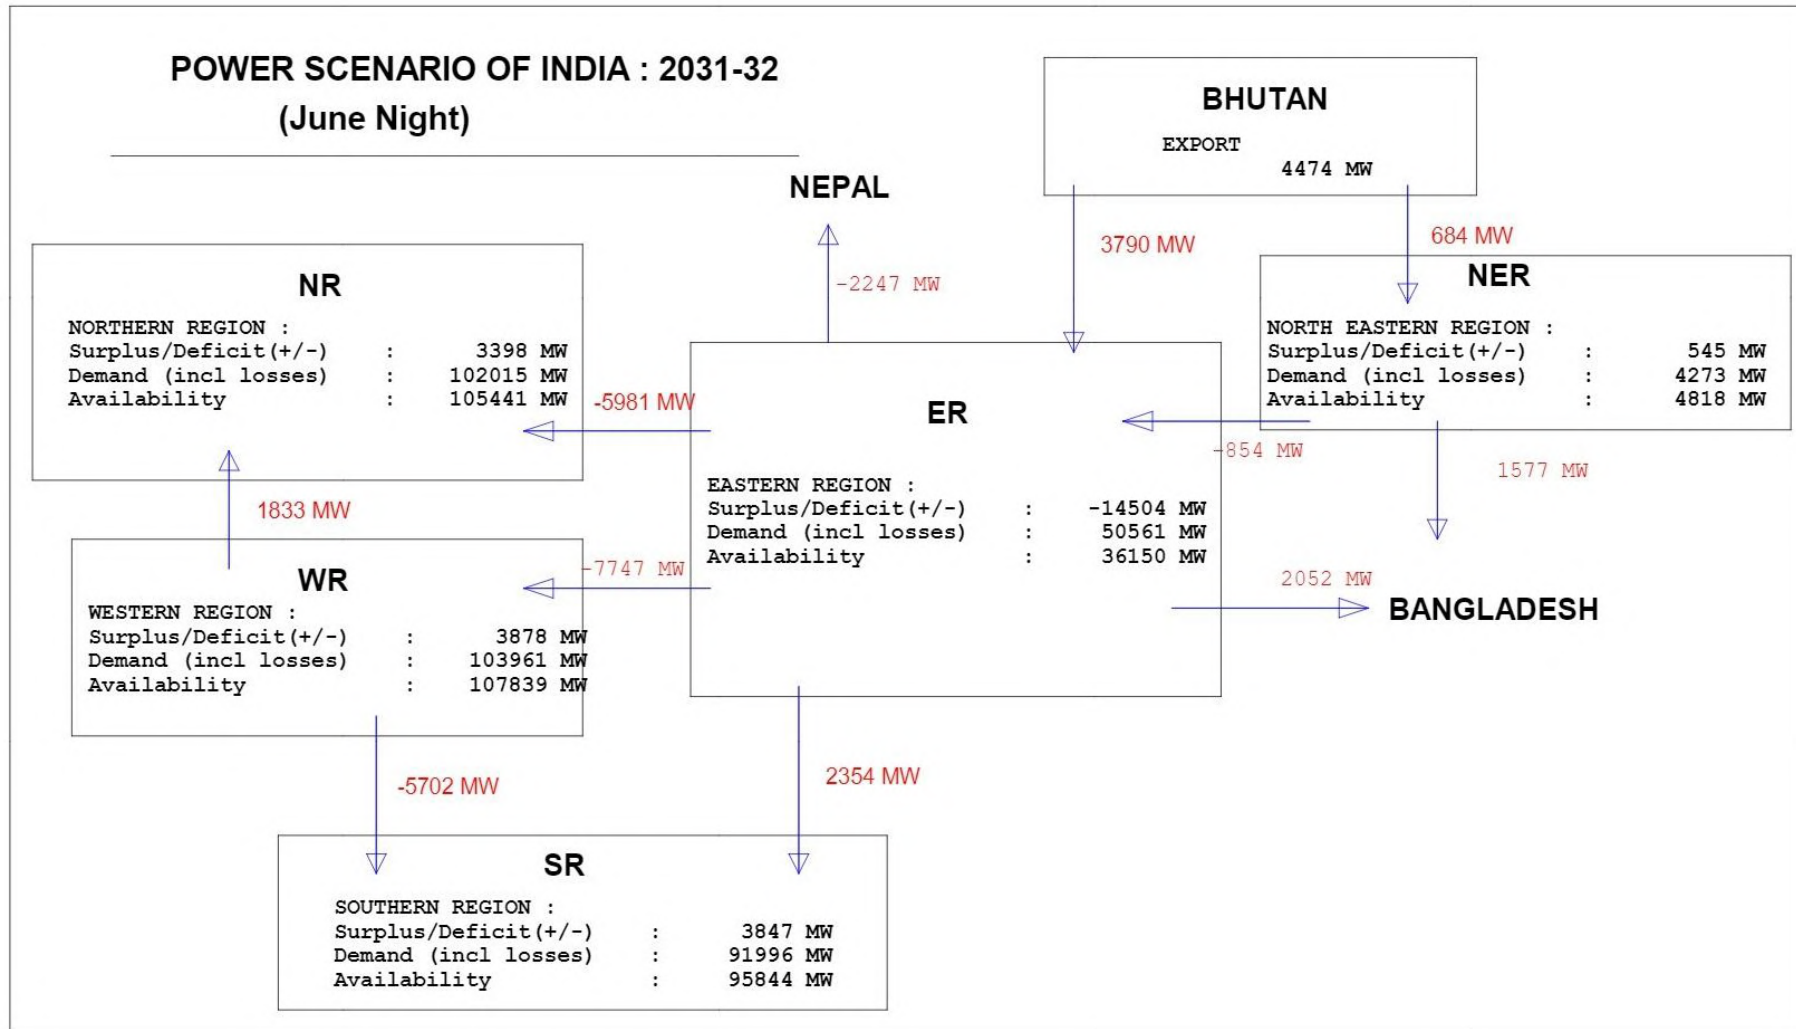 POWER SCENARIO OF INDIA : 2031-32
(June Night)
BHUTAN
EXPORT
4474 MW
NEPAL
3790 MW
684 MW
-2247 MW
NR
NORTHERN REGION :
Surplus/Deficit(+/-) : 3398 MW
Demand (incl losses) : 102015 MW
Availability : 105441 MW
NER
NORTH EASTERN REGION :
Surplus/Deficit(+/-) : 545 MW
Demand (incl losses) : 4273 MW
Availability : 4818 MW
-5981 MW
ER
-854 MW
1577 MW
EASTERN REGION :
Surplus/Deficit(+/-) : -14504 MW
Demand (incl losses) : 50561 MW
Availability : 36150 MW
1833 MW
-7747 MW
2052 MW
BANGLADESH
WR
WESTERN REGION :
Surplus/Deficit(+/-) : 3878 MW
Demand (incl losses) : 103961 MW
Availability : 107839 MW
-5702 MW
2354 MW
SR
SOUTHERN REGION :
Surplus/Deficit(+/-) : 3847 MW
Demand (incl losses) : 91996 MW
Availability : 95844 MW